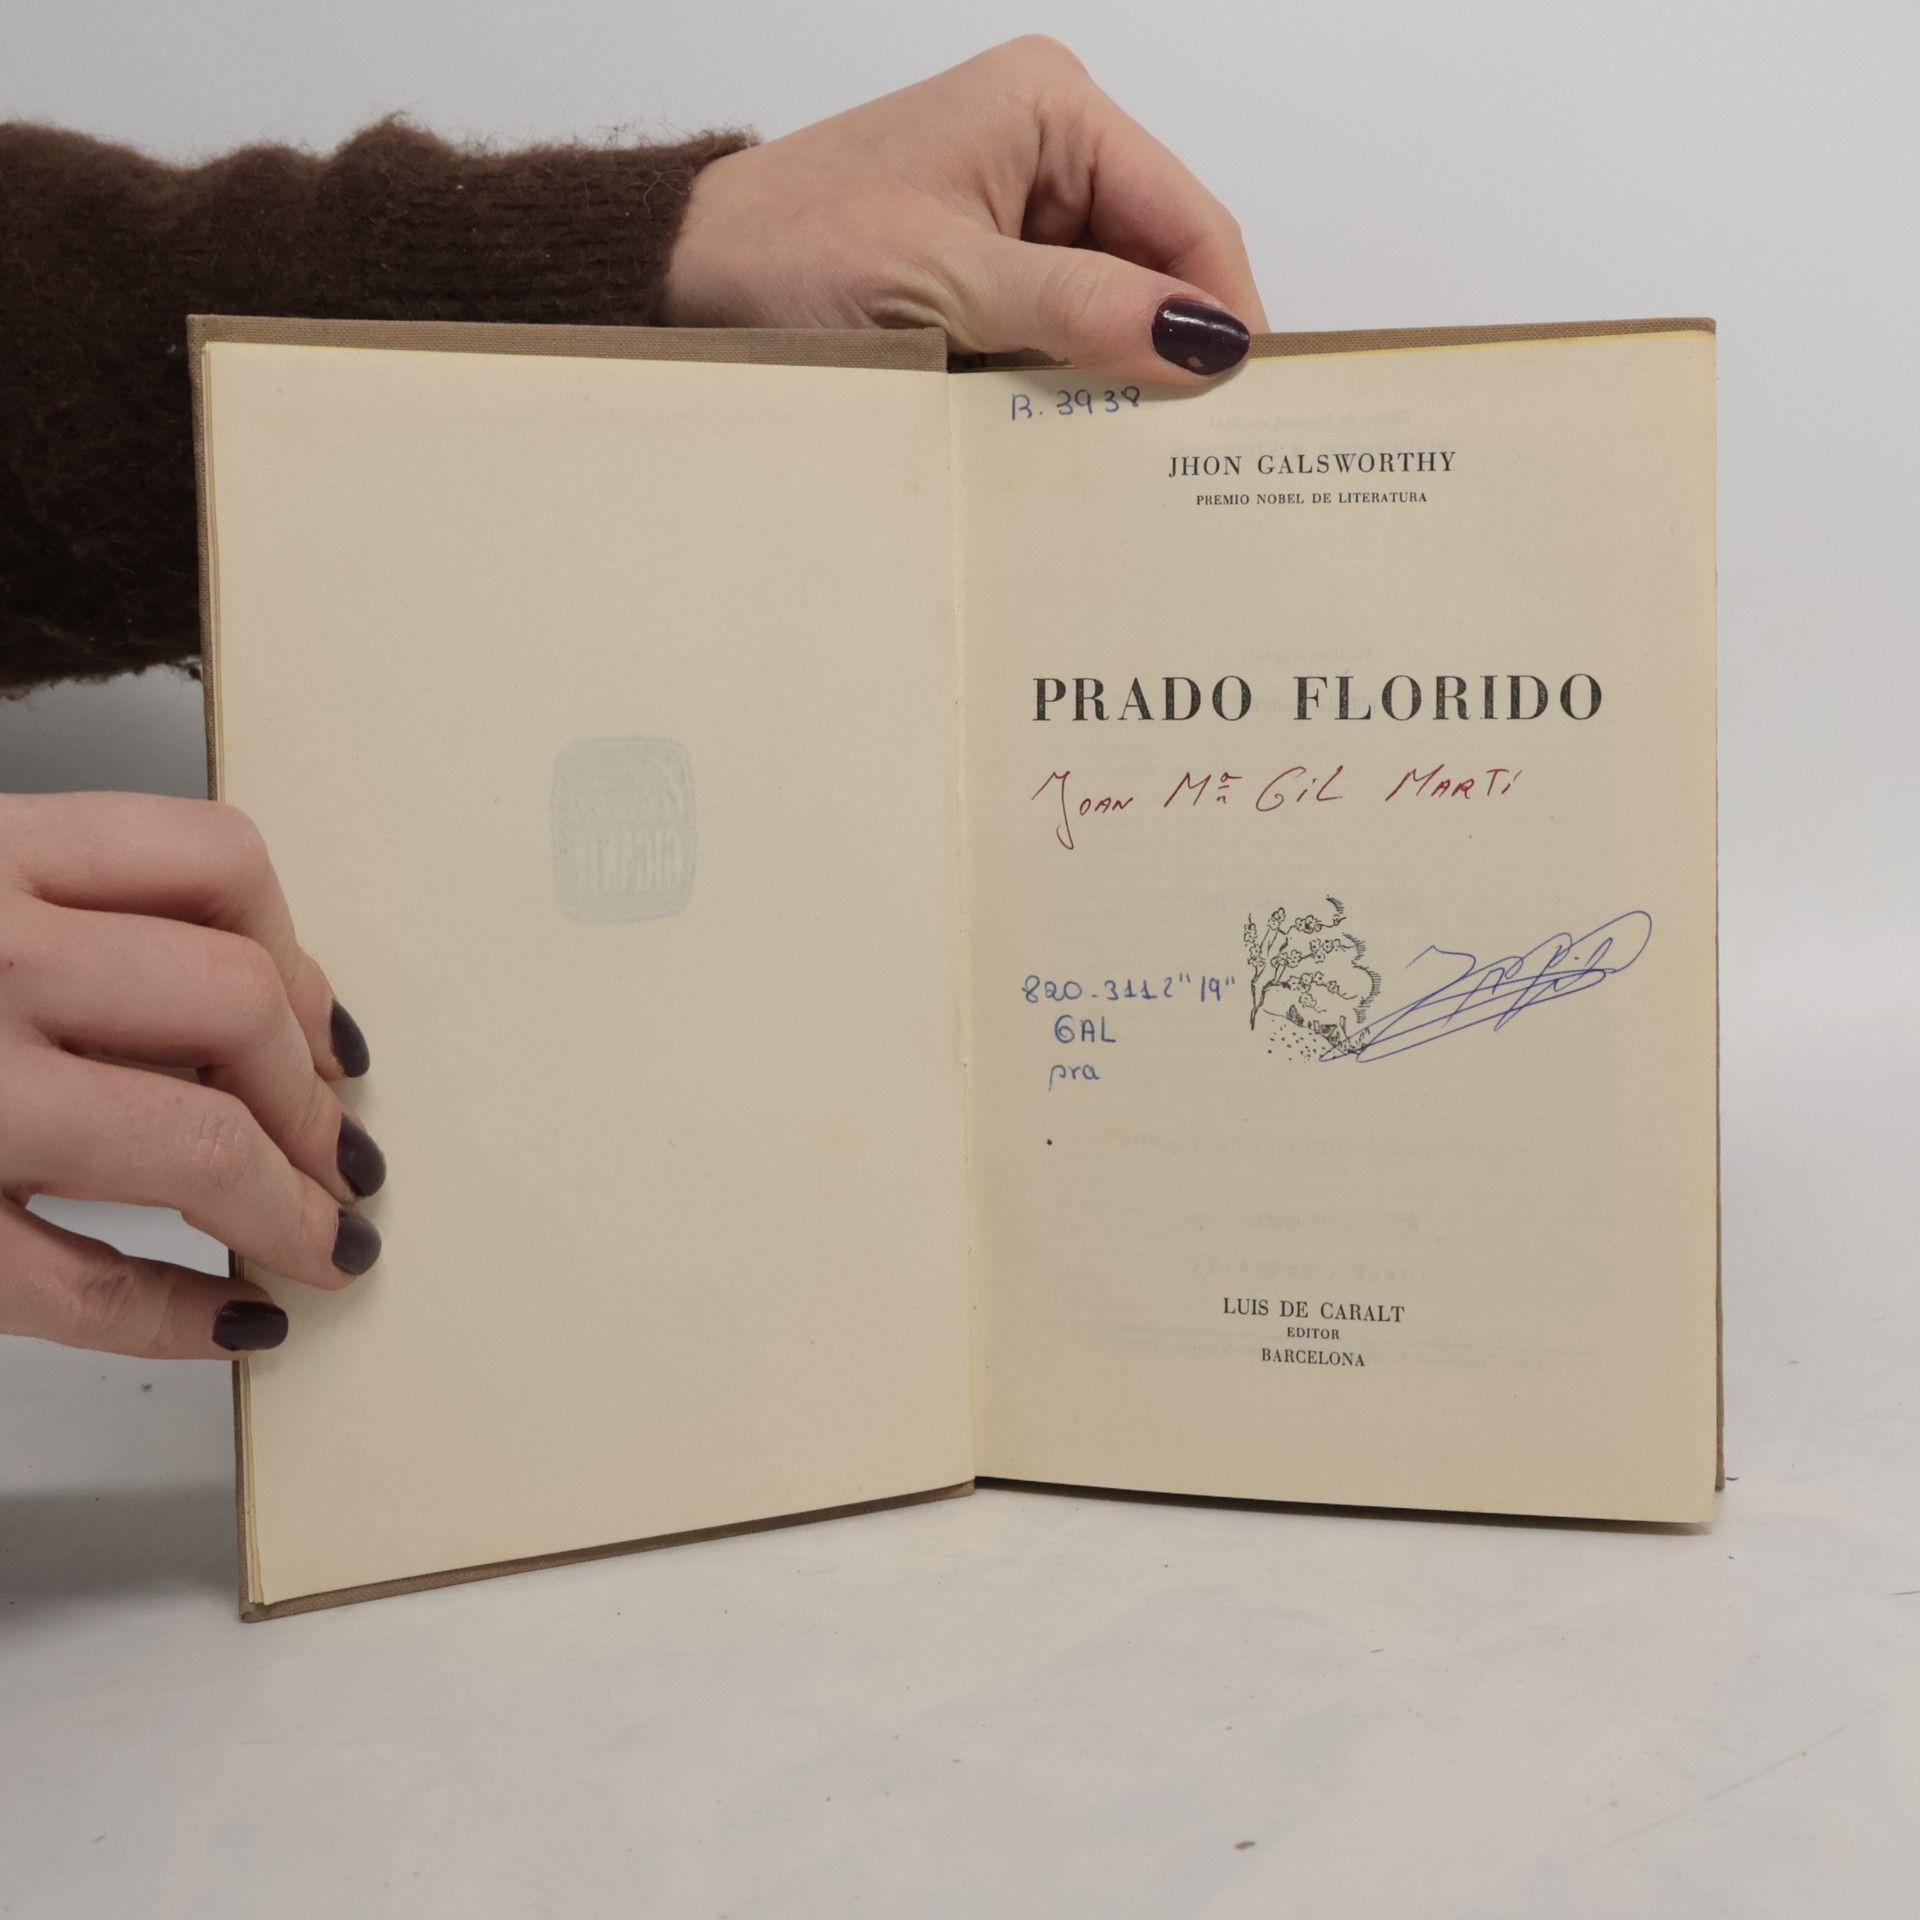 R. 3938
JHON GALSWORTHY
PREMIO NOBEL DE LITERATURA
PRADO FLORIDO
JOAN Mª GIL MARTÍ
820-3112"19"
GAL
pra
LUIS DE CARALT
EDITOR
BARCELONA